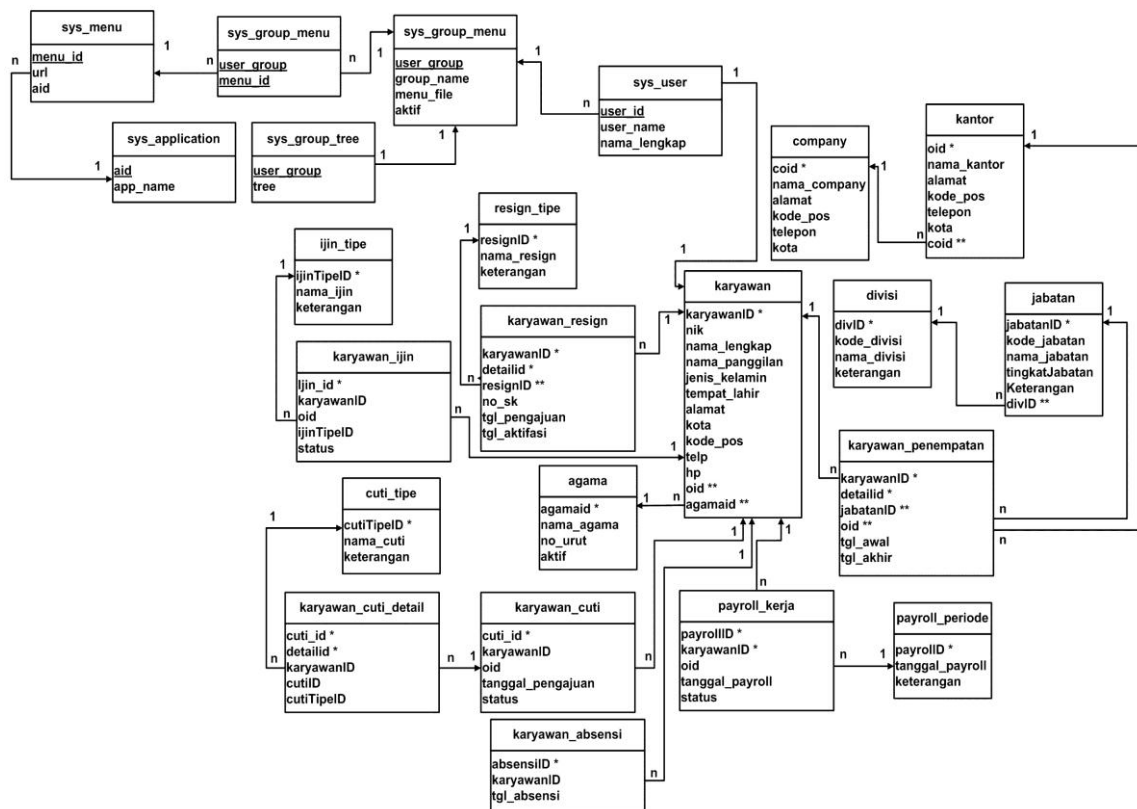 sys_menu
menu_id
url
aid
n
1
sys_group_menu
user_group
menu_id
n
n
1
sys_group_menu
user_group
group_name
menu_file
aktif
1
1
sys_application
aid
app_name
1
sys_group_tree
user_group
tree
1
sys_user
user_id
user_name
nama_lengkap
n
1
1
company
coid *
nama_company
alamat
kode_pos
telepon
kota
1
kantor
oid *
nama_kantor
alamat
kode_pos
telepon
kota
coid **
n
1
resign_tipe
resignID *
nama_resign
keterangan
1
ijin_tipe
ijinTipeID *
nama_ijin
keterangan
1
karyawan_resign
karyawanID *
detailid *
resignID **
no_sk
tgl_pengajuan
tgl_aktifasi
n
n
1
karyawan_ijin
Ijin_id *
karyawanID
oid
ijinTipeID
status
n
n
1
karyawan
karyawanID *
nik
nama_lengkap
nama_panggilan
jenis_kelamin
tempat_lahir
alamat
kota
kode_pos
telp
hp
oid **
agamaid **
1
n
divisi
divID *
kode_divisi
nama_divisi
keterangan
1
jabatan
jabatanID *
kode_jabatan
nama_jabatan
tingkatJabatan
Keterangan
divID **
n
1
karyawan_penempatan
karyawanID *
detailid *
jabatanID **
oid **
tgl_awal
tgl_akhir
n
n
n
agama
agamaid *
nama_agama
no_urut
aktif
1
cuti_tipe
cutiTipeID *
nama_cuti
keterangan
1
karyawan_cuti_detail
cuti_id *
detailid *
karyawanID
cutiID
cutiTipeID
n
n
1
karyawan_cuti
cuti_id *
karyawanID
oid
tanggal_pengajuan
status
n
1
1
1
n
payroll_kerja
payrollID *
karyawanID *
oid
tanggal_payroll
status
n
1
payroll_periode
payrollID *
tanggal_payroll
keterangan
karyawan_absensi
absensiID *
karyawanID
tgl_absensi
n